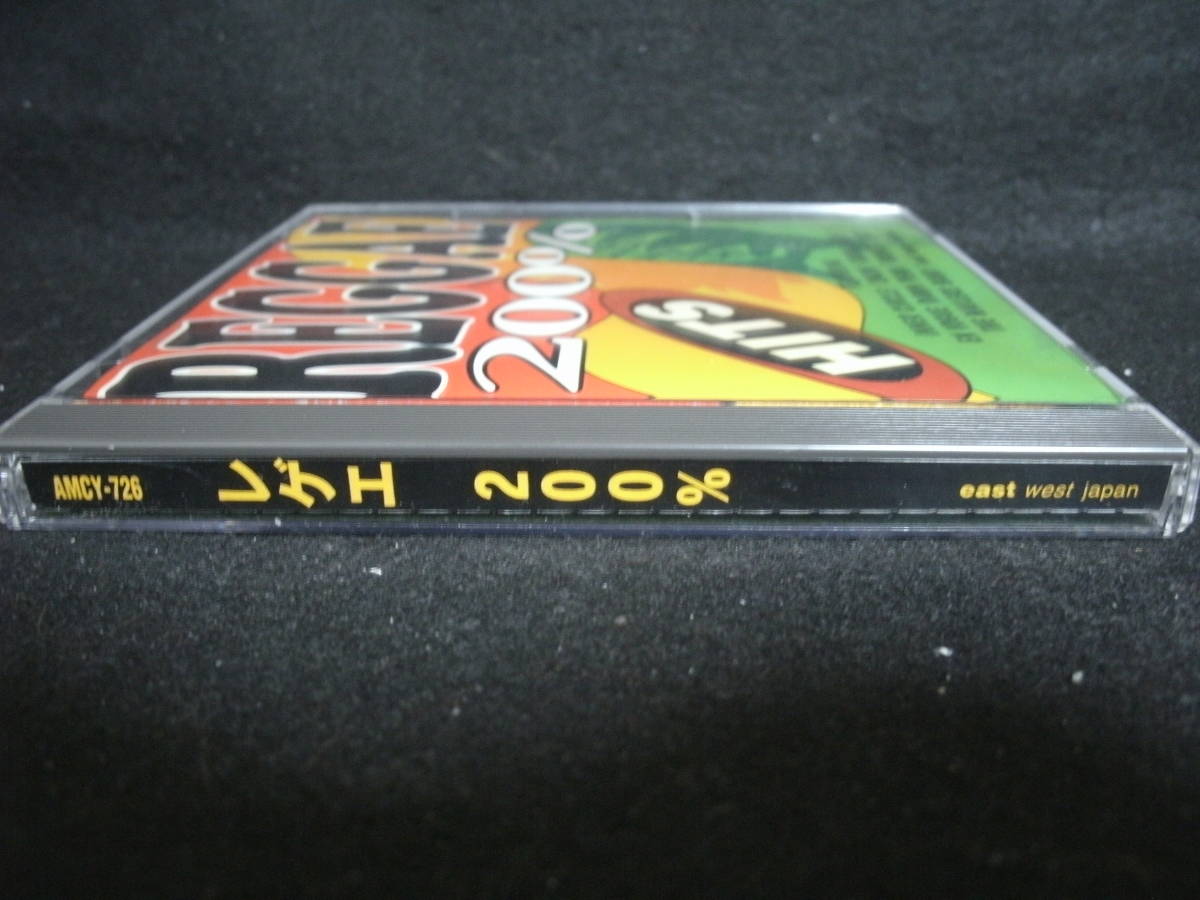 REGGAE
200%
HITS
AMCY-726
レゲエ 200%
east west japan